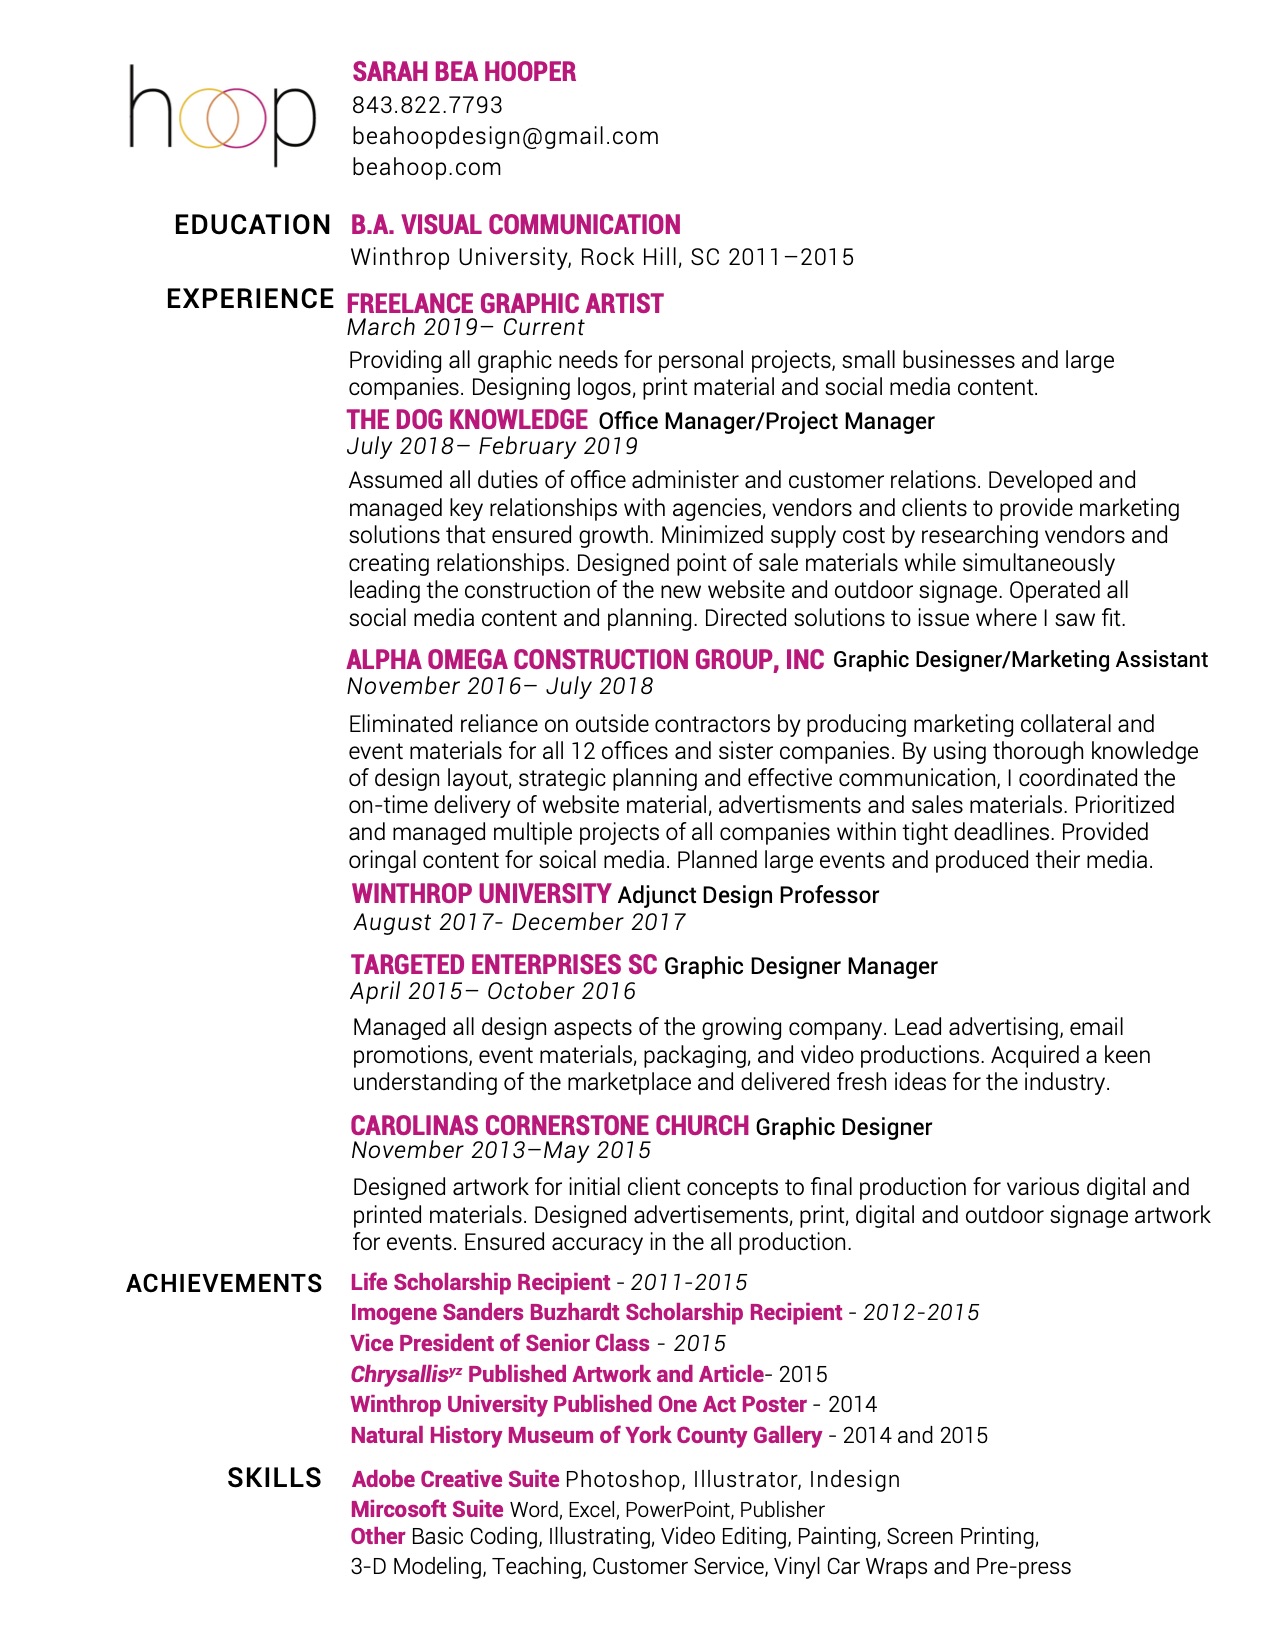 hoop
SARAH BEA HOOPER
843.822.7793
beahoopdesign@gmail.com
beahoop.com
EDUCATION B.A. VISUAL COMMUNICATION
Winthrop University, Rock Hill, SC 2011–2015
EXPERIENCE FREELANCE GRAPHIC ARTIST
March 2019– Current
Providing all graphic needs for personal projects, small businesses and large
companies. Designing logos, print material and social media content.
THE DOG KNOWLEDGE Office Manager/Project Manager
July 2018– February 2019
Assumed all duties of office administer and customer relations. Developed and
managed key relationships with agencies, vendors and clients to provide marketing
solutions that ensured growth. Minimized supply cost by researching vendors and
creating relationships. Designed point of sale materials while simultaneously
leading the construction of the new website and outdoor signage. Operated all
social media content and planning. Directed solutions to issue where I saw fit.
ALPHA OMEGA CONSTRUCTION GROUP, INC Graphic Designer/Marketing Assistant
November 2016– July 2018
Eliminated reliance on outside contractors by producing marketing collateral and
event materials for all 12 offices and sister companies. By using thorough knowledge
of design layout, strategic planning and effective communication, I coordinated the
on-time delivery of website material, advertisments and sales materials. Prioritized
and managed multiple projects of all companies within tight deadlines. Provided
oringal content for soical media. Planned large events and produced their media.
WINTHROP UNIVERSITY Adjunct Design Professor
August 2017- December 2017
TARGETED ENTERPRISES SC Graphic Designer Manager
April 2015– October 2016
Managed all design aspects of the growing company. Lead advertising, email
promotions, event materials, packaging, and video productions. Acquired a keen
understanding of the marketplace and delivered fresh ideas for the industry.
CAROLINAS CORNERSTONE CHURCH Graphic Designer
November 2013–May 2015
Designed artwork for initial client concepts to final production for various digital and
printed materials. Designed advertisements, print, digital and outdoor signage artwork
for events. Ensured accuracy in the all production.
ACHIEVEMENTS Life Scholarship Recipient - 2011-2015
Imogene Sanders Buzhardt Scholarship Recipient - 2012-2015
Vice President of Senior Class - 2015
Chrysallisyz Published Artwork and Article- 2015
Winthrop University Published One Act Poster - 2014
Natural History Museum of York County Gallery - 2014 and 2015
SKILLS Adobe Creative Suite Photoshop, Illustrator, Indesign
Mircosoft Suite Word, Excel, PowerPoint, Publisher
Other Basic Coding, Illustrating, Video Editing, Painting, Screen Printing,
3-D Modeling, Teaching, Customer Service, Vinyl Car Wraps and Pre-press